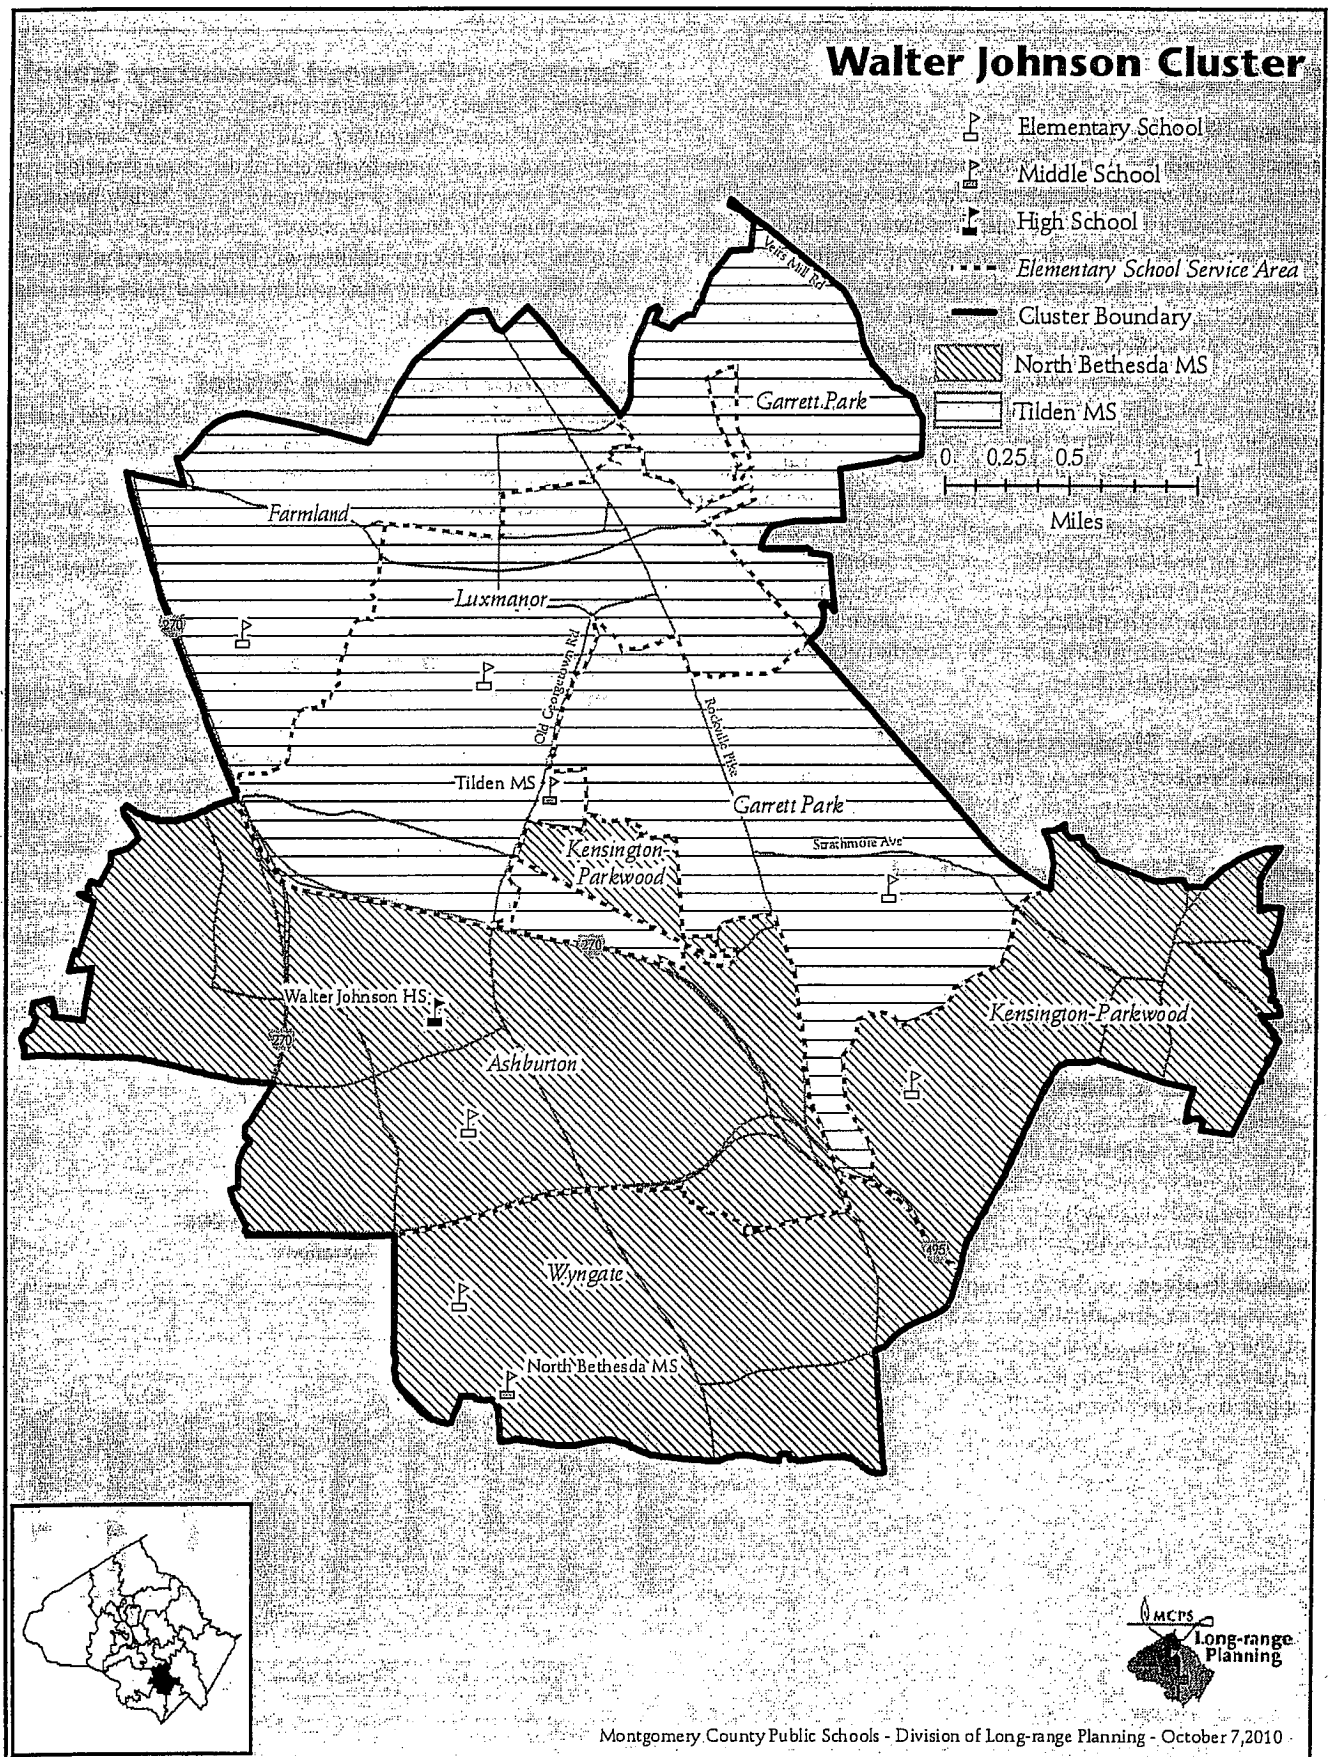 Walter Johnson Cluster
Elementary School
Middle School
High School
Elementary School Service Area
Cluster Boundary
North Bethesda MS
Tilden MS
0 0.25 0.5 1
Miles
Veirs Mill Rd
Garrett Park
Farmland
Luxmanor
270
Old Georgetown Rd
Rockville Pike
Tilden MS
Garrett Park
Strathmore Ave
Kensington-
Parkwood
270
Walter Johnson HS
Kensington-Parkwood
270
Ashburton
495
Wyngate
North Bethesda MS
MCPS
Long-range
Planning
Montgomery County Public Schools - Division of Long-range Planning - October 7, 2010